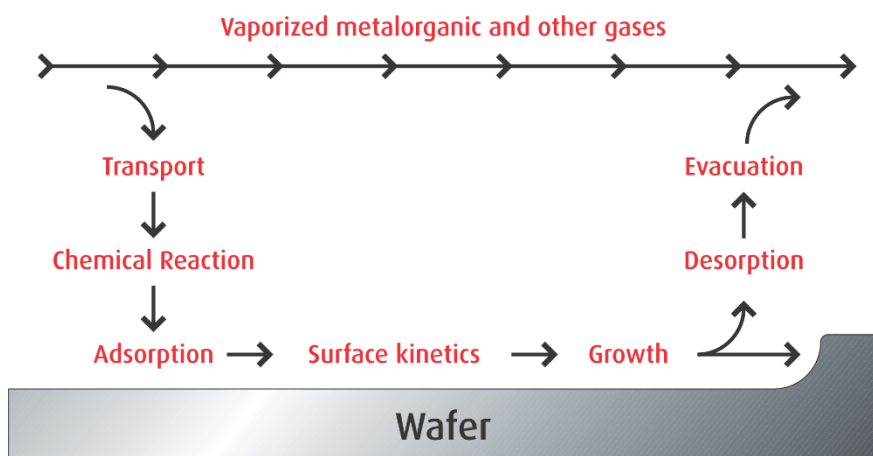 Vaporized metalorganic and other gases
Transport
Evacuation
Chemical Reaction
Desorption
Adsorption
Surface kinetics
Growth
Wafer